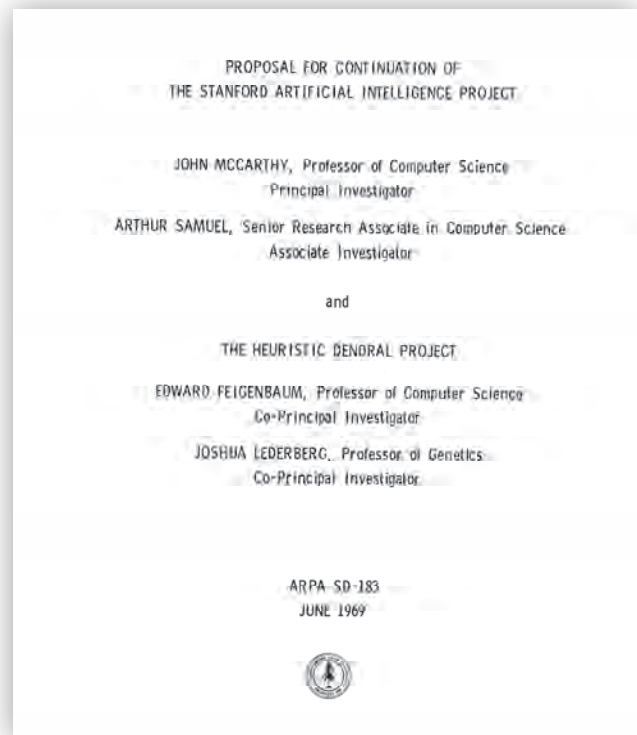 PROPOSAL FOR CONTINUATION OF
THE STANFORD ARTIFICIAL INTELLIGENCE PROJECT
JOHN MCCARTHY, Professor of Computer Science
Principal Investigator
ARTHUR SAMUEL, Senior Research Associate in Computer Science
Associate Investigator
and
THE HEURISTIC DENDRAL PROJECT
EDWARD FEIGENBAUM, Professor of Computer Science
Co-Principal Investigator
JOSHUA LEDERBERG, Professor of Genetics
Co-Principal Investigator
ARPA SD-183
JUNE 1969